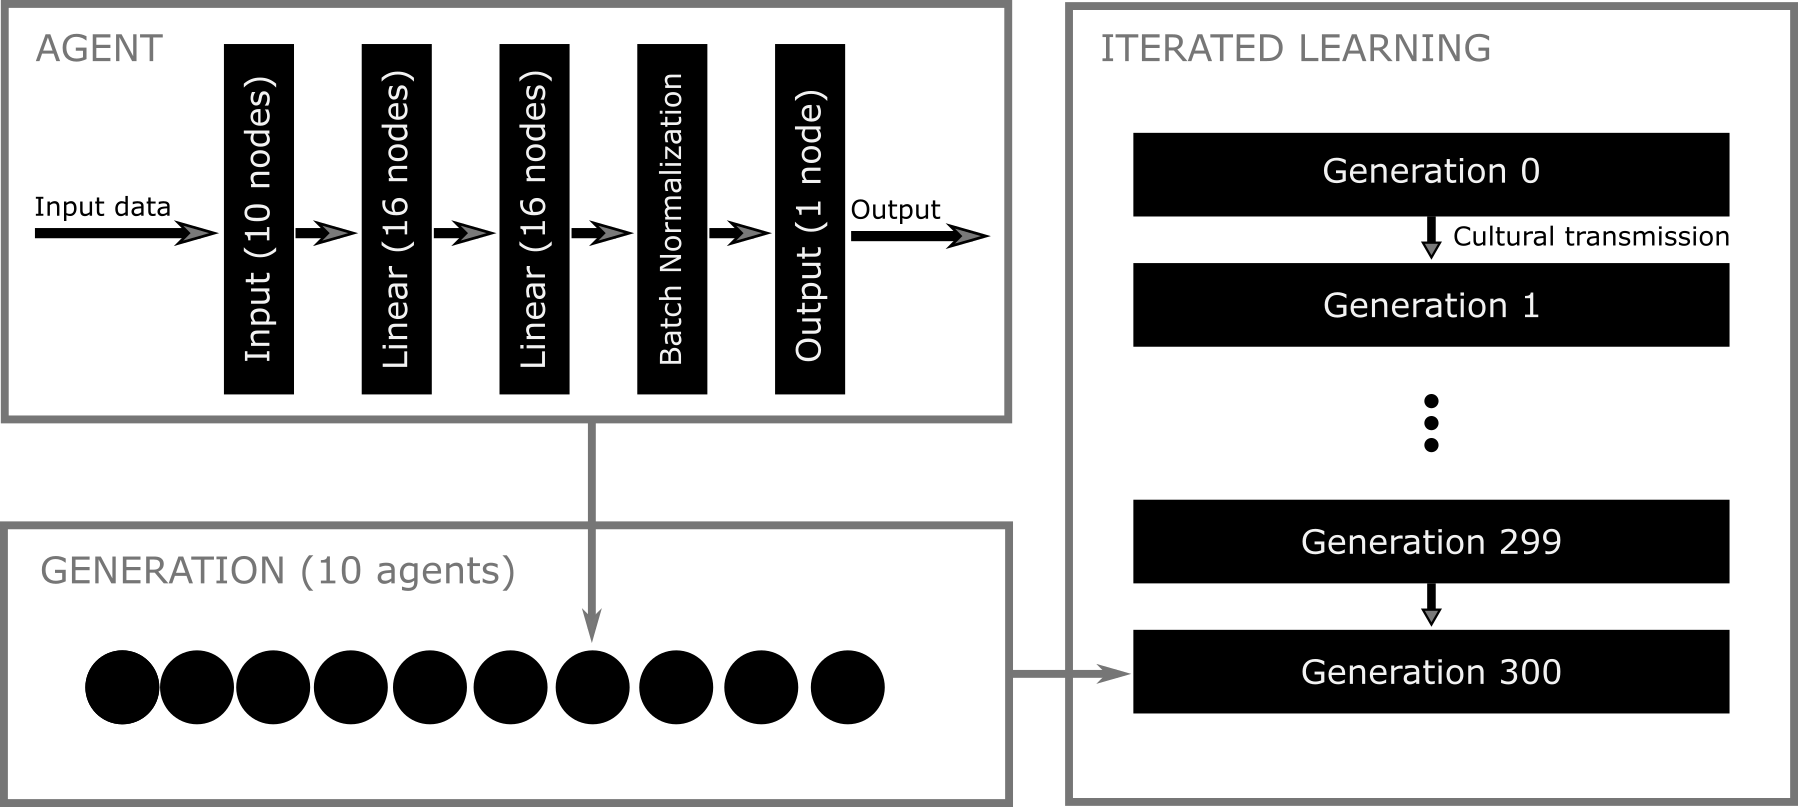 AGENT
Input data
Input (10 nodes)
Linear (16 nodes)
Linear (16 nodes)
Batch Normalization
Output (1 node)
Output
GENERATION (10 agents)
ITERATED LEARNING
Generation 0
Cultural transmission
Generation 1
Generation 299
Generation 300